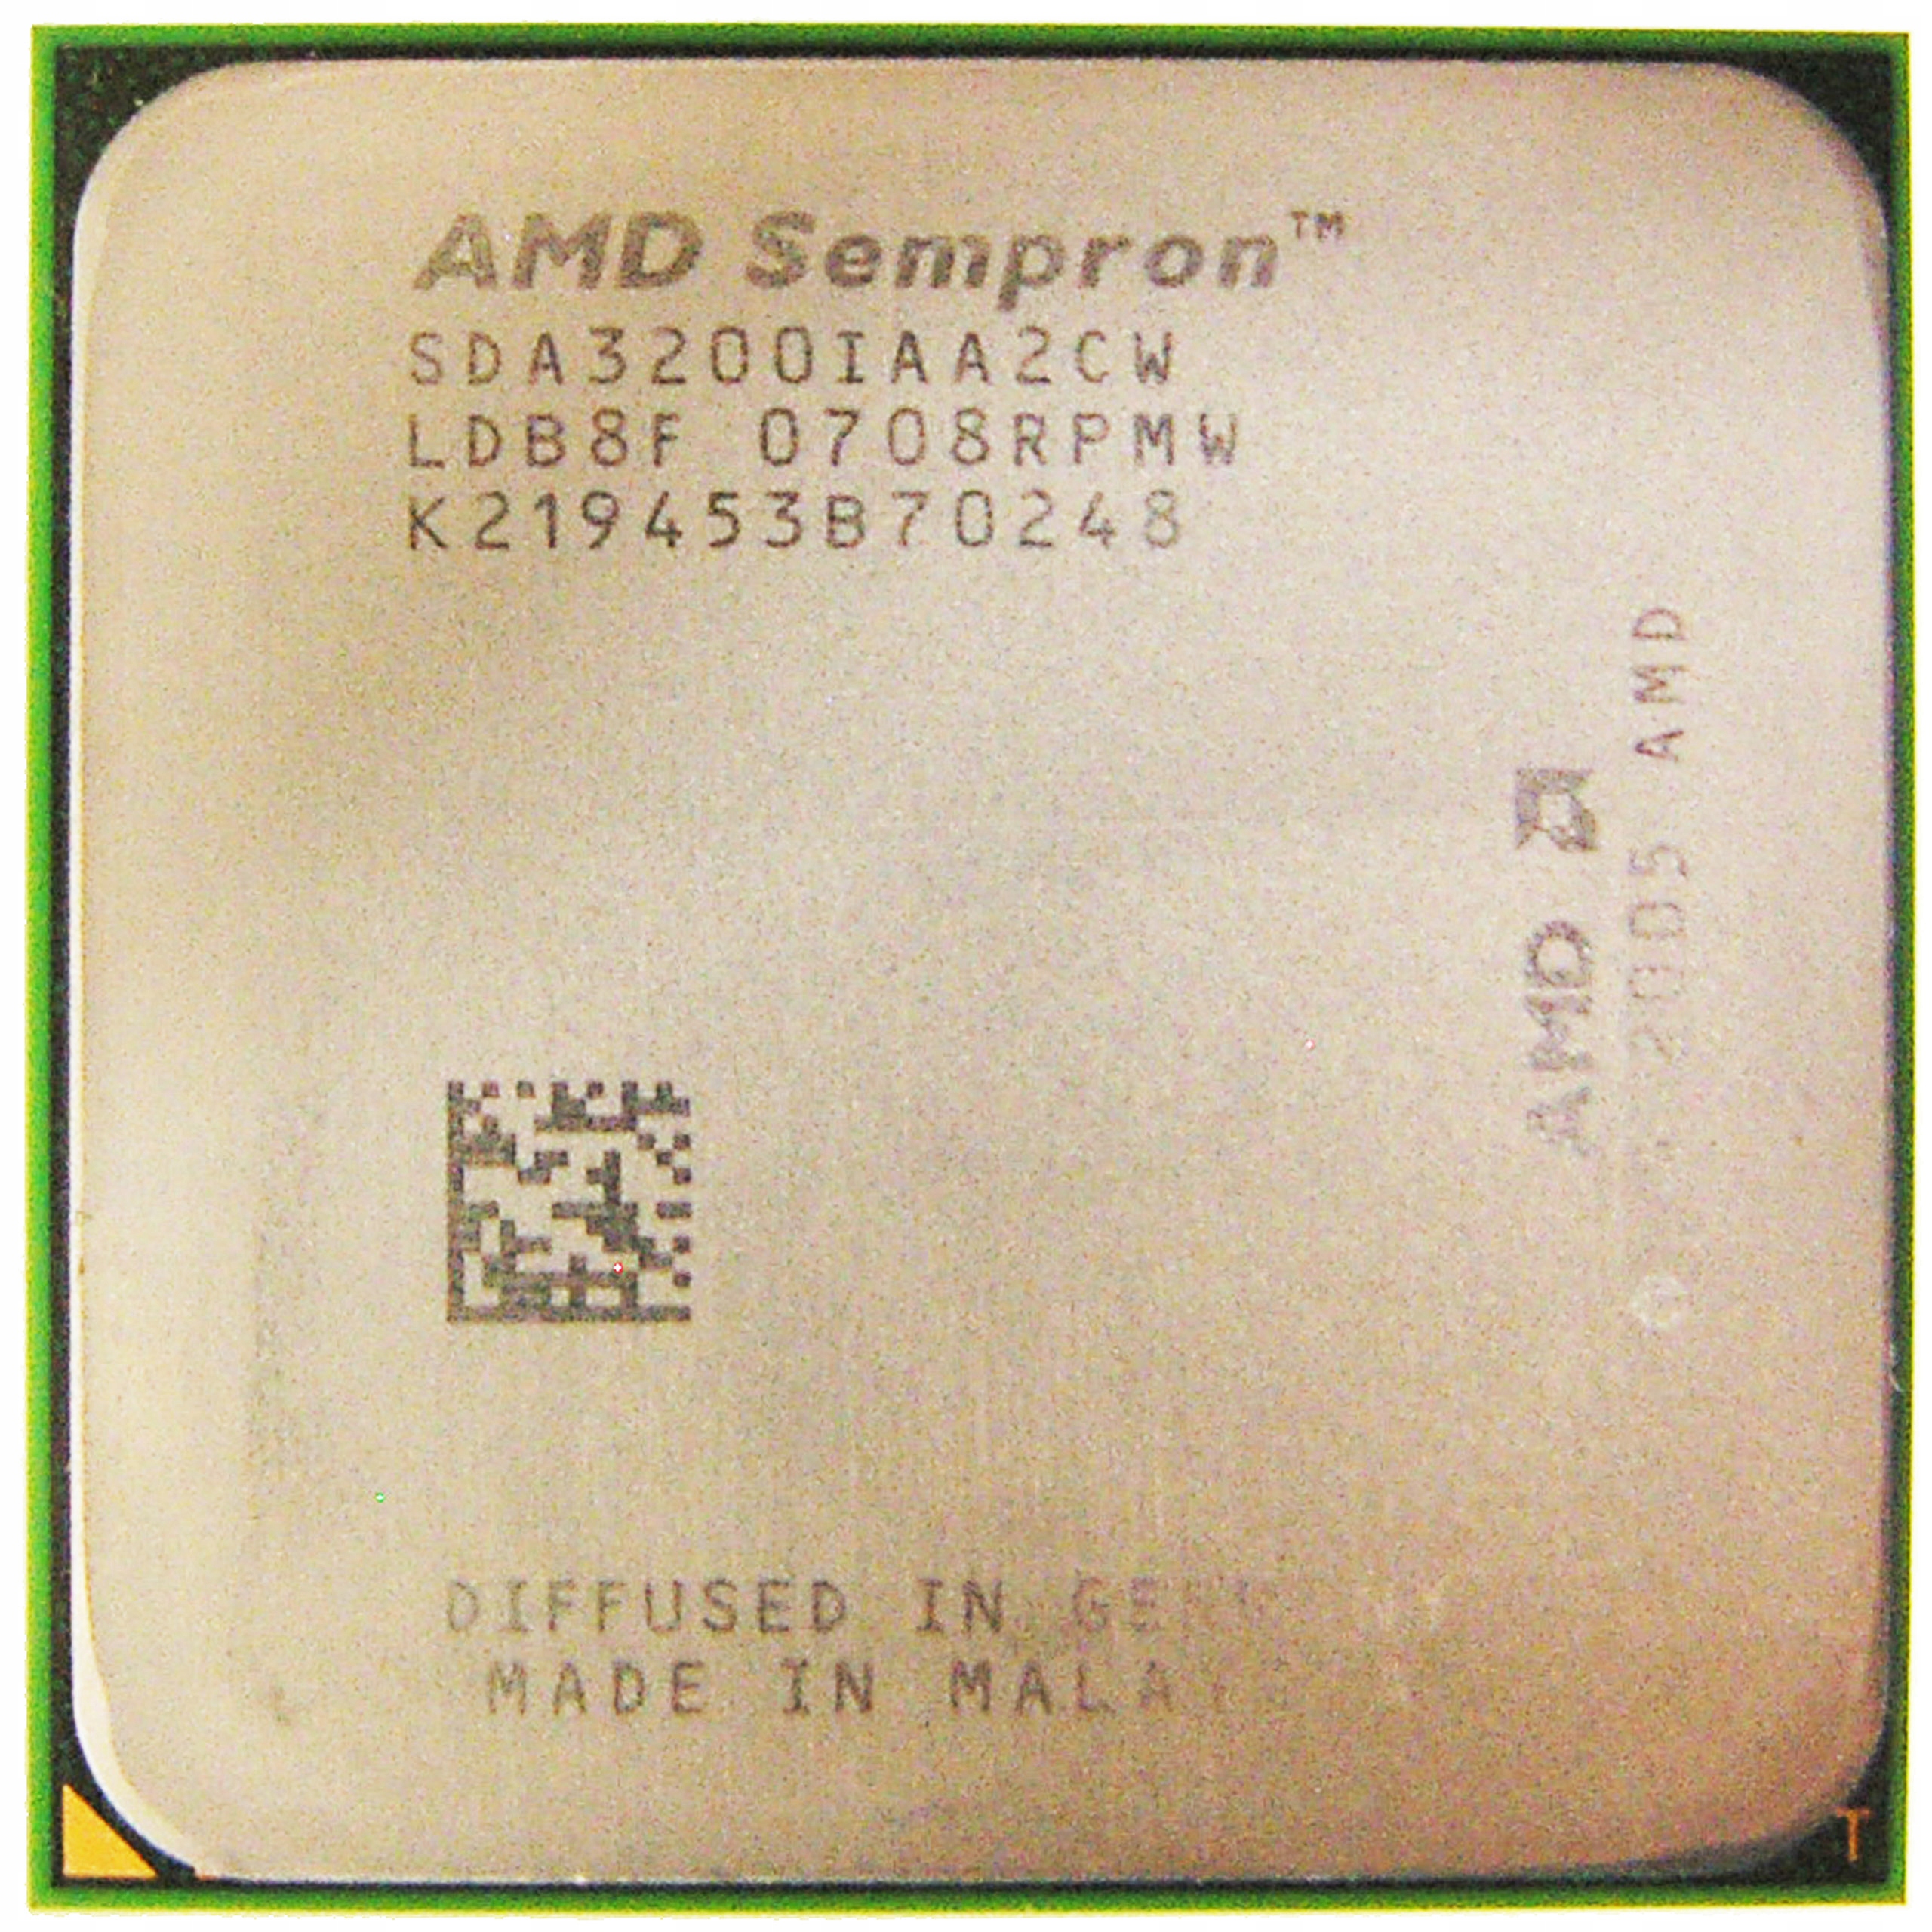 AMD Sempron™
SDA3200IAA2CW
LDB8F 0708RPMW
K219453B70248
AMD
2005 AMD
DIFFUSED IN
MADE IN
T